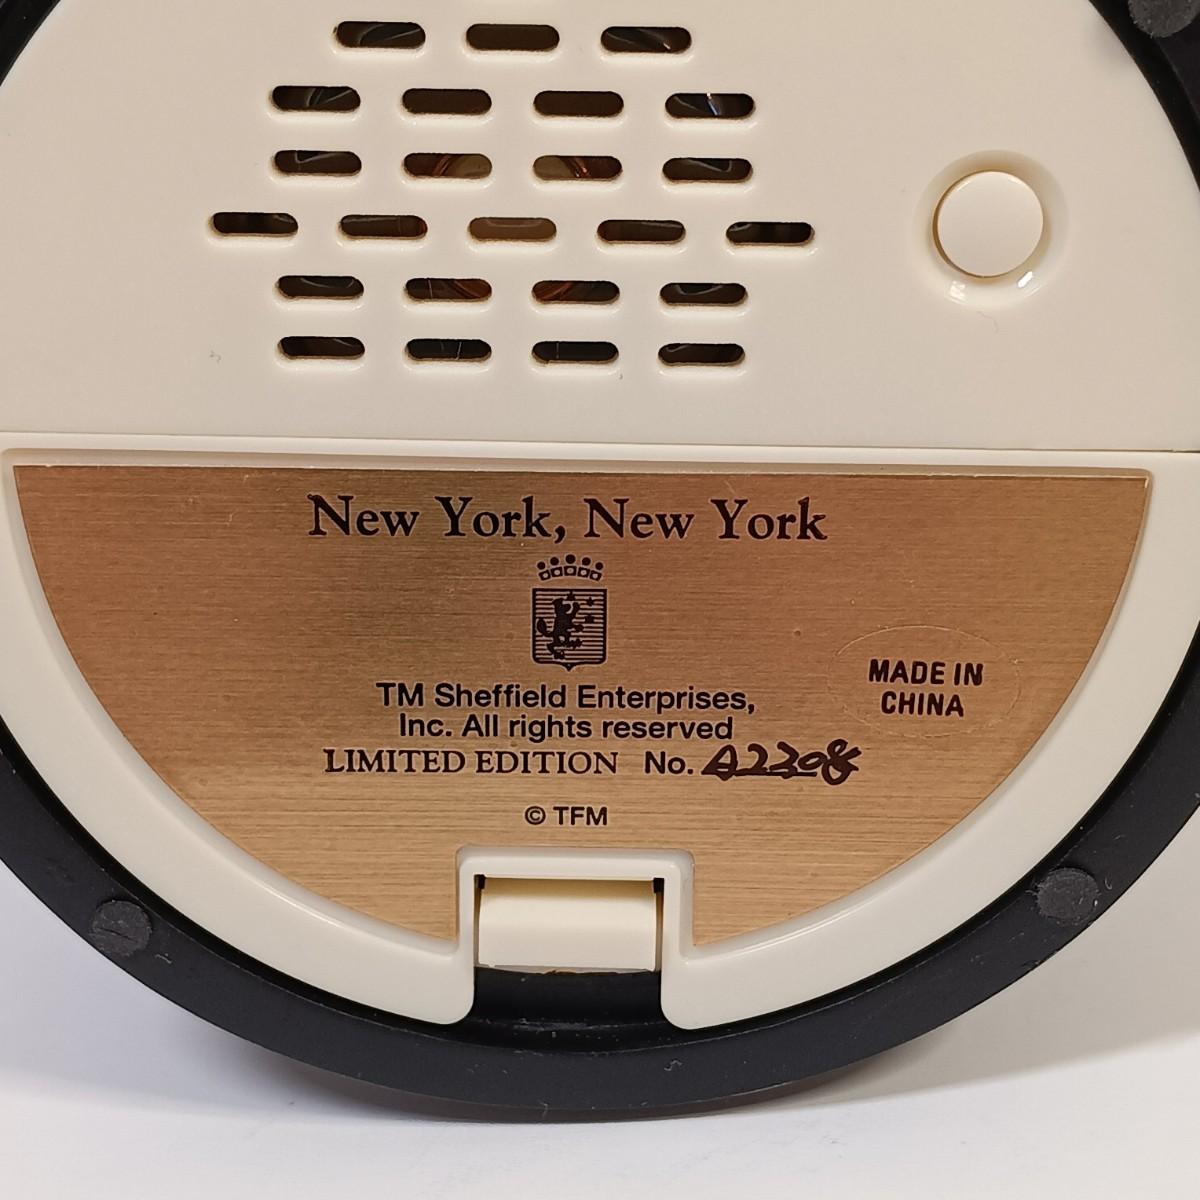 New York, New York
TM Sheffield Enterprises,
Inc. All rights reserved
LIMITED EDITION No. A2308
© TFM
MADE IN
CHINA